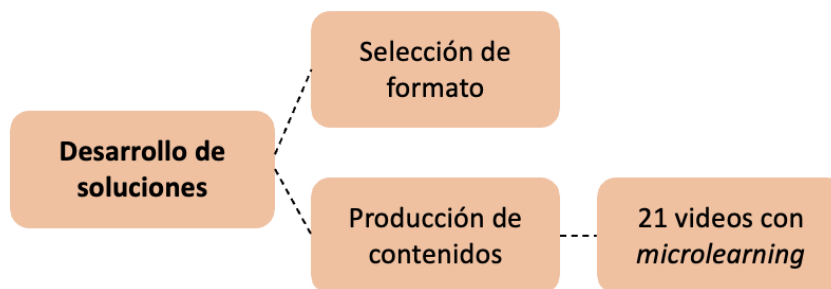 Selección de
formato
Desarrollo de
soluciones
Producción de
contenidos
21 videos con
microlearning